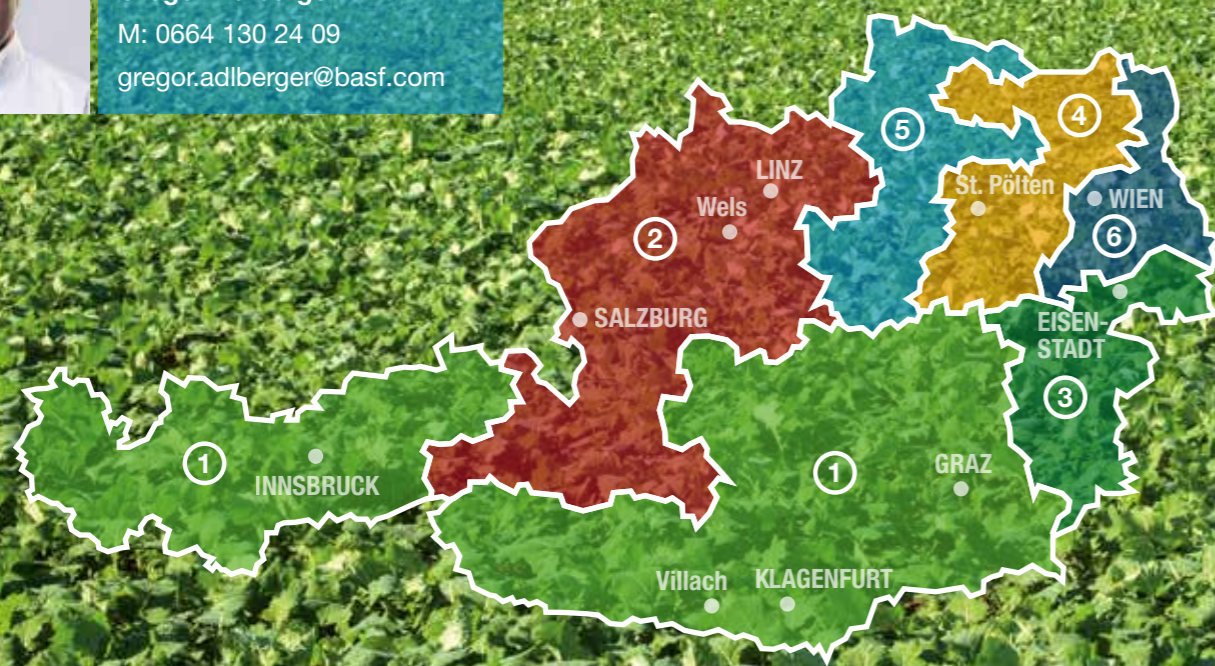 M: 0664 130 24 09
gregor.adlberger@basf.com
5
4
LINZ
St. Pölten
Wels
WIEN
2
6
SALZBURG
EISEN-
STADT
3
1
INNSBRUCK
1
GRAZ
Villach
KLAGENFURT